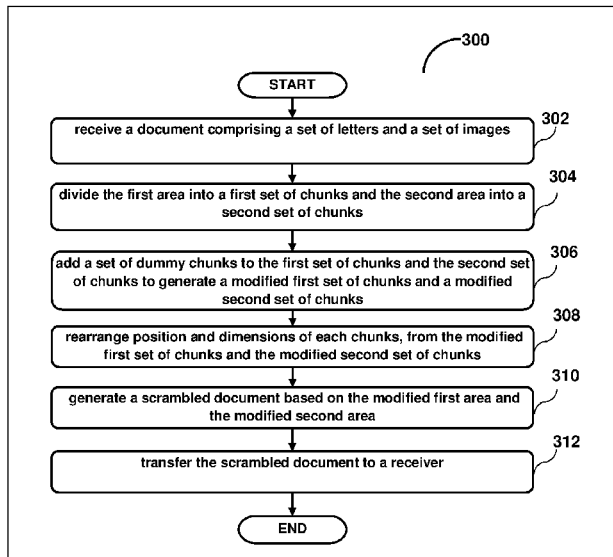 300
START
302
receive a document comprising a set of letters and a set of images
304
divide the first area into a first set of chunks and the second area into a
second set of chunks
306
add a set of dummy chunks to the first set of chunks and the second set
of chunks to generate a modified first set of chunks and a modified
second set of chunks
308
rearrange position and dimensions of each chunks, from the modified
first set of chunks and the modified second set of chunks
310
generate a scrambled document based on the modified first area and
the modified second area
312
transfer the scrambled document to a receiver
END